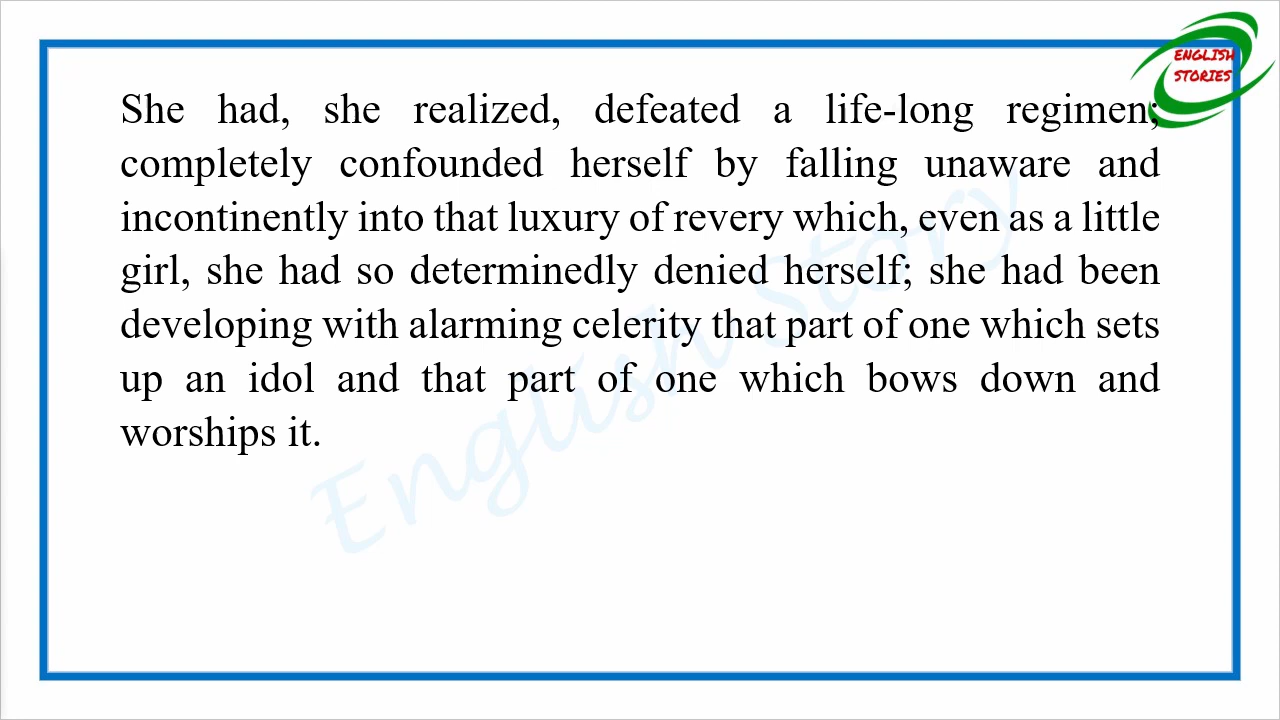 ENGLISH
STORIES
She had, she realized, defeated a life-long regimen;
completely confounded herself by falling unaware and
incontinently into that luxury of revery which, even as a little
girl, she had so determinedly denied herself; she had been
developing with alarming celerity that part of one which sets
up an idol and that part of one which bows down and
worships it.
English Story